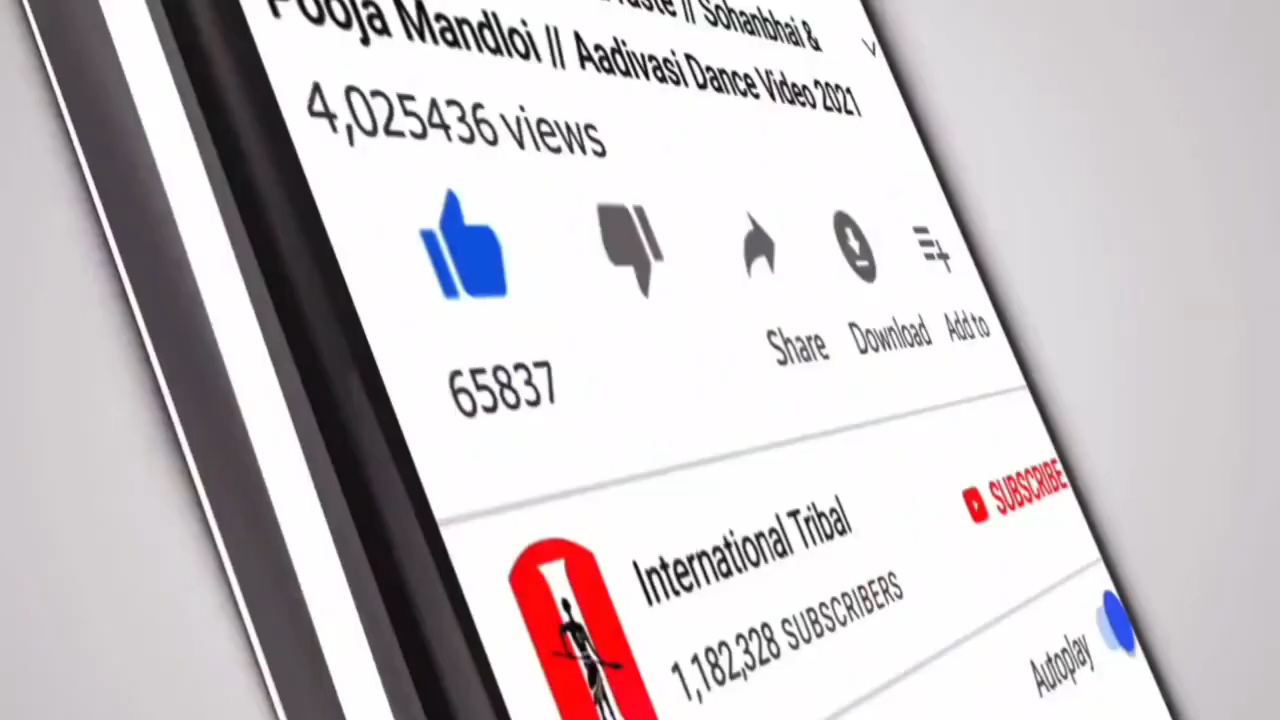 // Sohanbhai &
Pooja Mandloi // Aadivasi Dance Video 2021
4,025436 views
Share Download Add to
65837
SUBSCRIBE
International Tribal
1,182,328 SUBSCRIBERS
Autoplay